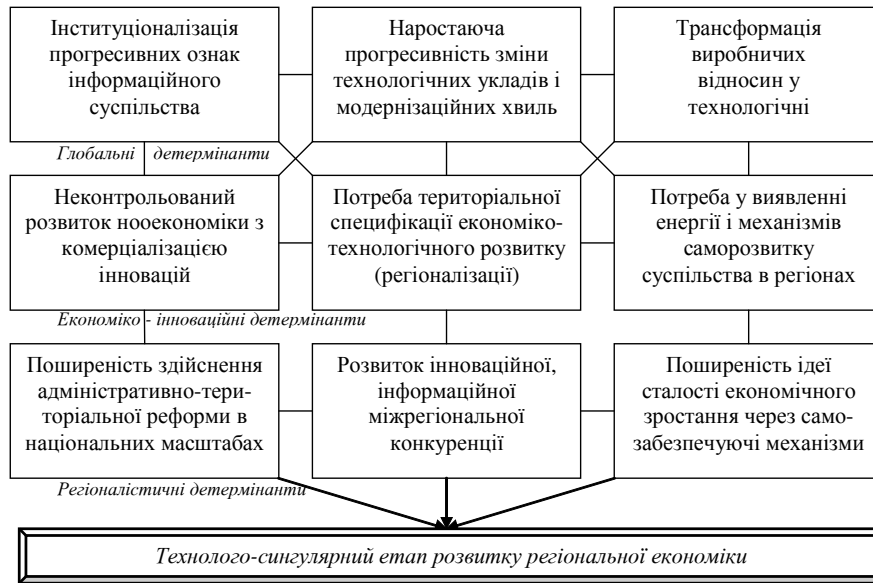 Інституціоналізація
прогресивних ознак
інформаційного
суспільства
Наростаюча
прогресивність зміни
технологічних укладів і
модернізаційних хвиль
Трансформація
виробничих
відносин у
технологічні
Глобальні детермінанти
Неконтрольований
розвиток нооекономіки з
комерціалізацією
інновацій
Потреба територіальної
специфікації економіко-
технологічного розвитку
(регіоналізації)
Потреба у виявленні
енергії і механізмів
саморозвитку
суспільства в регіонах
Економіко - інноваційні детермінанти
Поширеність здійснення
адміністративно-тери-
торіальної реформи в
національних масштабах
Розвиток інноваційної,
інформаційної
міжрегіональної
конкуренції
Поширеність ідеї
сталості економічного
зростання через само-
забезпечуючі механізми
Регіоналістичні детермінанти
Технолого-сингулярний етап розвитку регіональної економіки